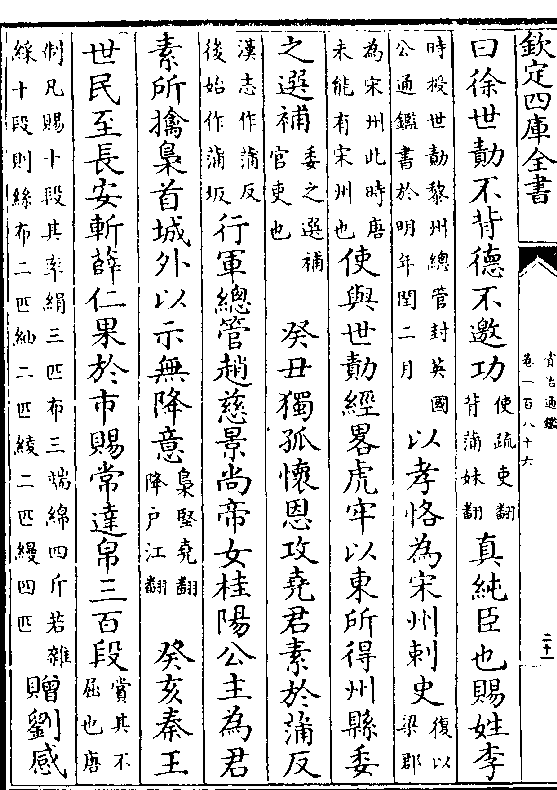 欽定四庫全書
資治通鑑
卷一百八十六
二十一
曰徐世勣不背德不邀功使疏吏翻背蒲妹翻真純臣也賜姓李
時授世勣黎州總管封英國公通鑑書於明年閏二月以孝恪為宋州刺史復以梁郡
為宋州此時唐未能有宋州也使與世勣經畧虎牢以東所得州縣委
之選補委之選補官吏也癸丑獨孤懷恩攻堯君素於蒲反
漢志作蒲反後始作蒲坂行軍總管趙慈景尚帝女桂陽公主為君
素所擒梟首城外以示無降意梟堅堯翻降戶江翻癸亥秦王
世民至長安斬薛仁果於市賜常達帛三百段賞其不屈也唐
制凡賜十段其率絹三匹布三端綿四斤若雜綵十段則絲布二匹紬二匹綾二匹縵四匹贈劉感